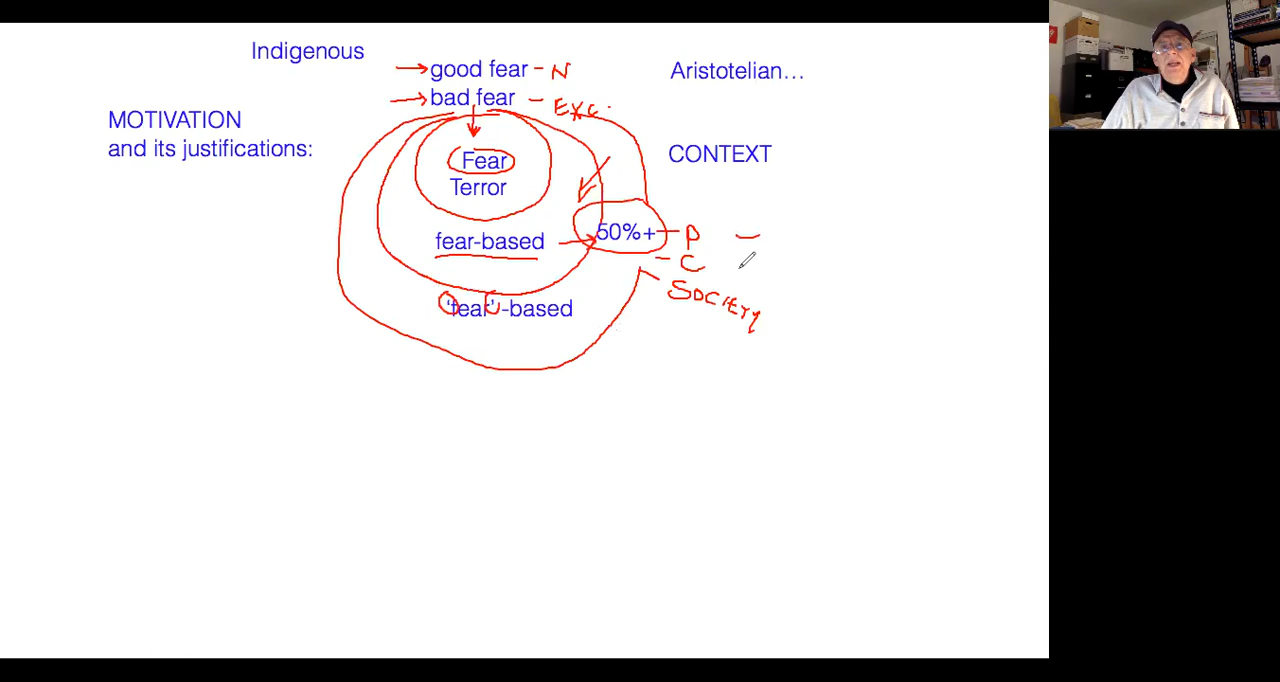 Indigenous
good fear – N
Aristotelian…
bad fear – Exc.
MOTIVATION
and its justifications:
CONTEXT
Fear
Terror
50%+ – P –
fear-based
– C
– SOCIETY
'fear'-based